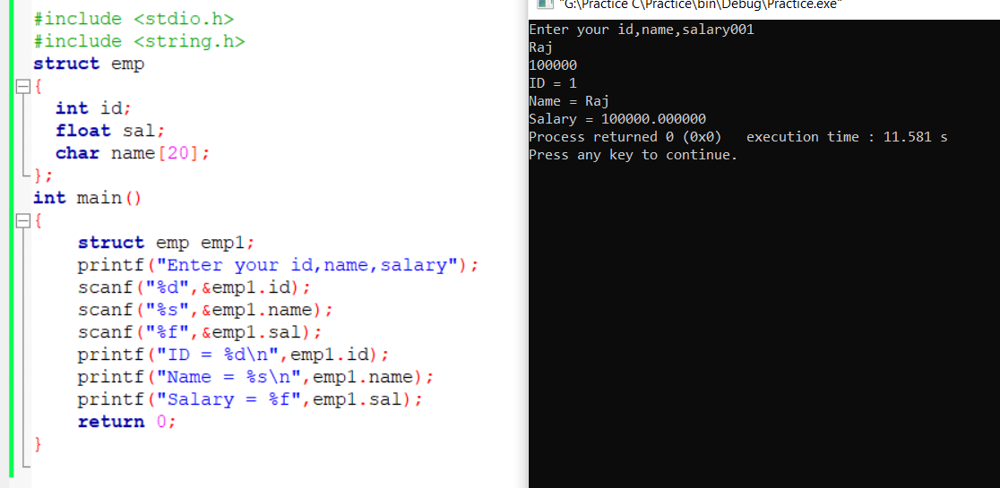 #include <stdio.h>
#include <string.h>
struct emp
{
int id;
float sal;
char name[20];
};
int main()
{
struct emp emp1;
printf("Enter your id,name,salary");
scanf("%d",&emp1.id);
scanf("%s",&emp1.name);
scanf("%f",&emp1.sal);
printf("ID = %d\n",emp1.id);
printf("Name = %s\n",emp1.name);
printf("Salary = %f",emp1.sal);
return 0;
}
"G:\Practice C\Practice\bin\Debug\Practice.exe"
Enter your id,name,salary001
Raj
100000
ID = 1
Name = Raj
Salary = 100000.000000
Process returned 0 (0x0)   execution time : 11.581 s
Press any key to continue.